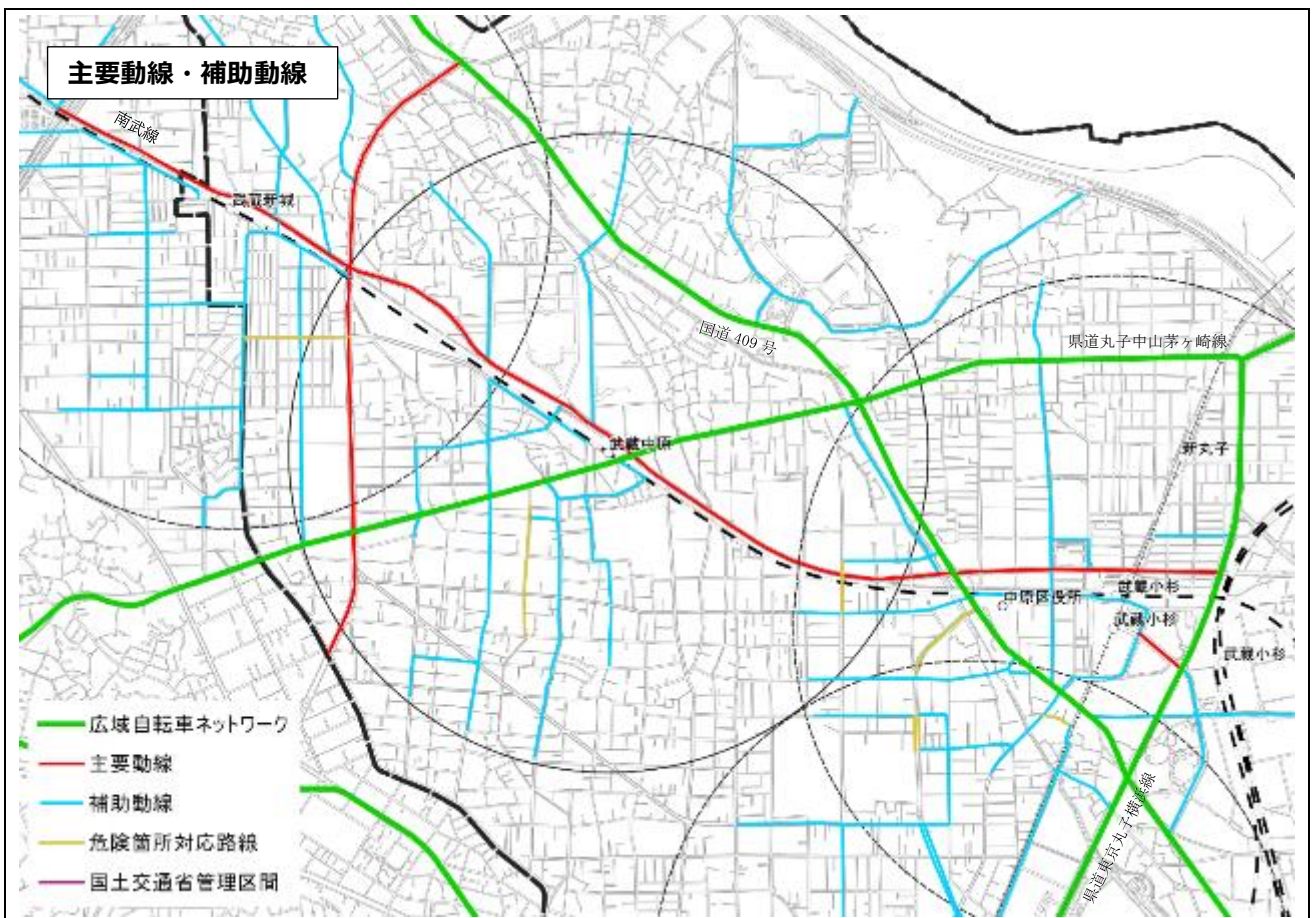 主要動線・補助動線
南武線
武蔵新城
国道 409 号
県道丸子中山茅ヶ崎線
武蔵中原
新丸子
武蔵小杉
中原区役所
武蔵小杉
武蔵小杉
県道東京丸子横浜線
広域自転車ネットワーク
主要動線
補助動線
危険箇所対応路線
国土交通省管理区間